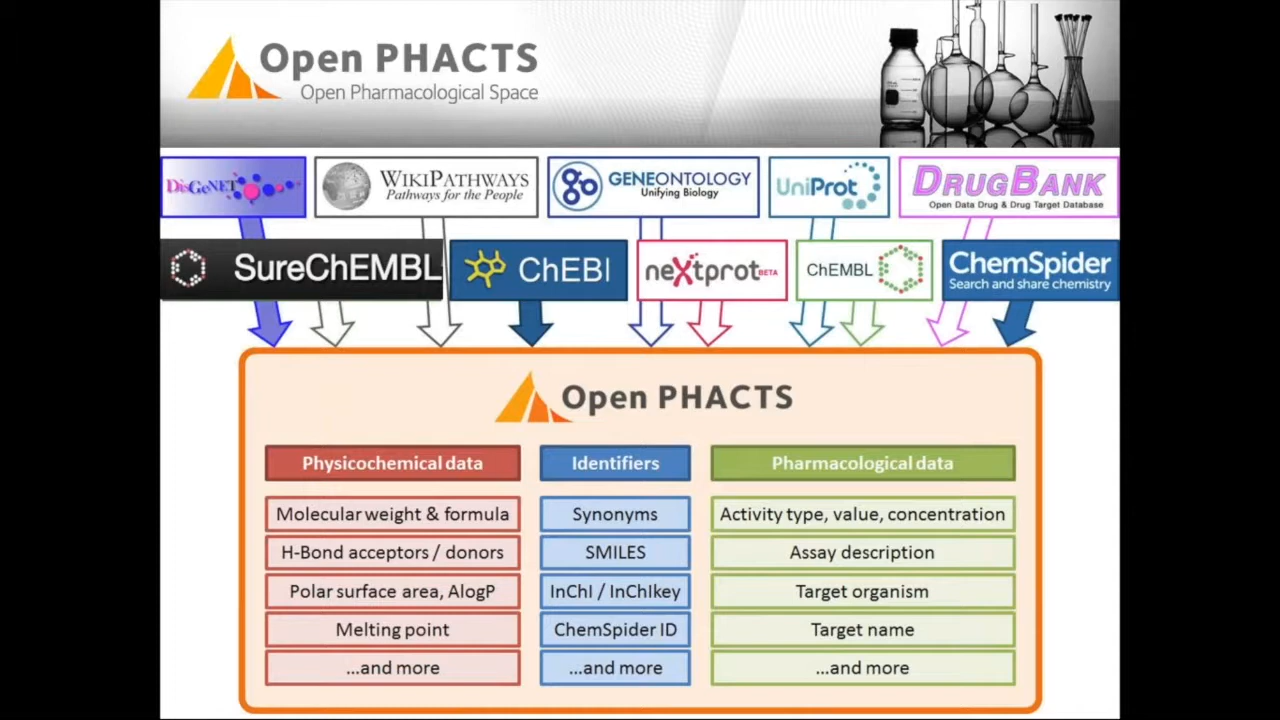 Open PHACTS
Open Pharmacological Space
DisGeNET
WIKIPATHWAYS
Pathways for the People
go GENEONTOLOGY
Unifying Biology
UniProt
DRUGBANK
Open Data Drug & Drug Target Database
SureChEMBL
ChEBI
neXtprot BETA
ChEMBL
ChemSpider
Search and share chemistry
Open PHACTS
Physicochemical data
Identifiers
Pharmacological data
Molecular weight & formula
Synonyms
Activity type, value, concentration
H-Bond acceptors / donors
SMILES
Assay description
Polar surface area, AlogP
InChI / InChIkey
Target organism
Melting point
ChemSpider ID
Target name
...and more
...and more
...and more